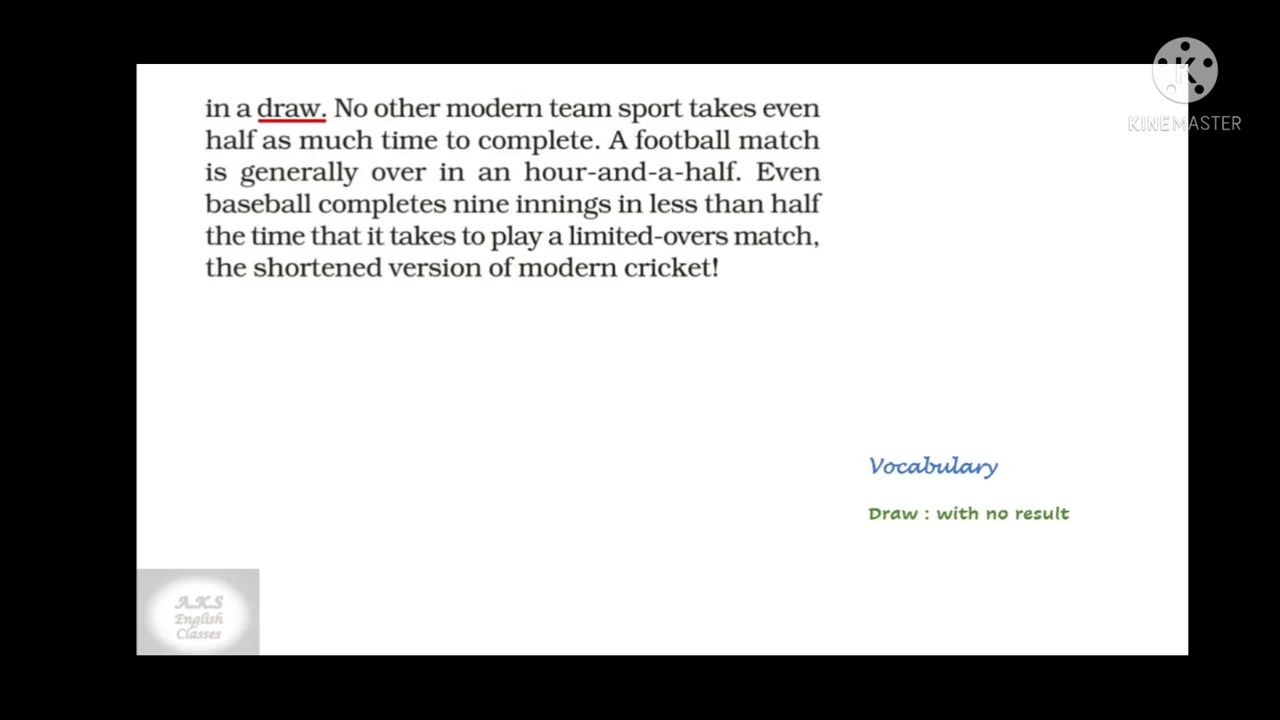 in a draw. No other modern team sport takes even
half as much time to complete. A football match
is generally over in an hour-and-a-half. Even
baseball completes nine innings in less than half
the time that it takes to play a limited-overs match,
the shortened version of modern cricket!
Vocabulary
Draw : with no result
A.K.S
English
Classes
K
KINEMASTER